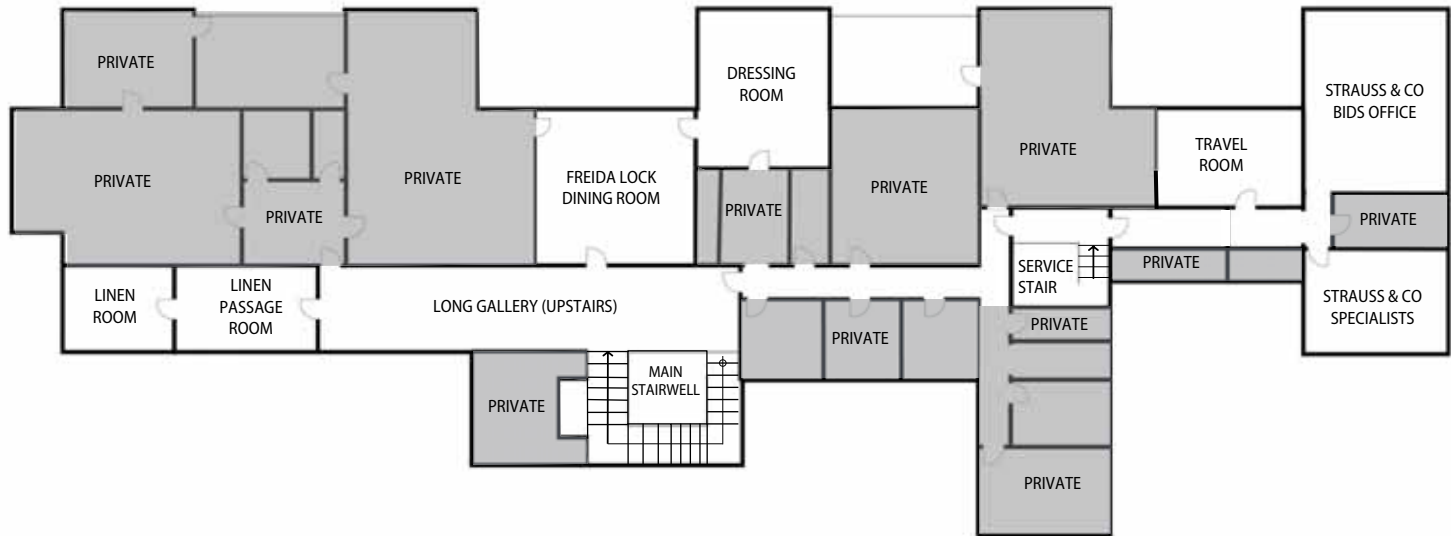 PRIVATE
DRESSING
ROOM
STRAUSS & CO
BIDS OFFICE
PRIVATE
PRIVATE
FREIDA LOCK
DINING ROOM
PRIVATE
PRIVATE
TRAVEL
ROOM
PRIVATE
PRIVATE
PRIVATE
PRIVATE
LINEN
ROOM
LINEN
PASSAGE
ROOM
LONG GALLERY (UPSTAIRS)
SERVICE
STAIR
PRIVATE
STRAUSS & CO
SPECIALISTS
PRIVATE
PRIVATE
MAIN
STAIRWELL
PRIVATE
PRIVATE